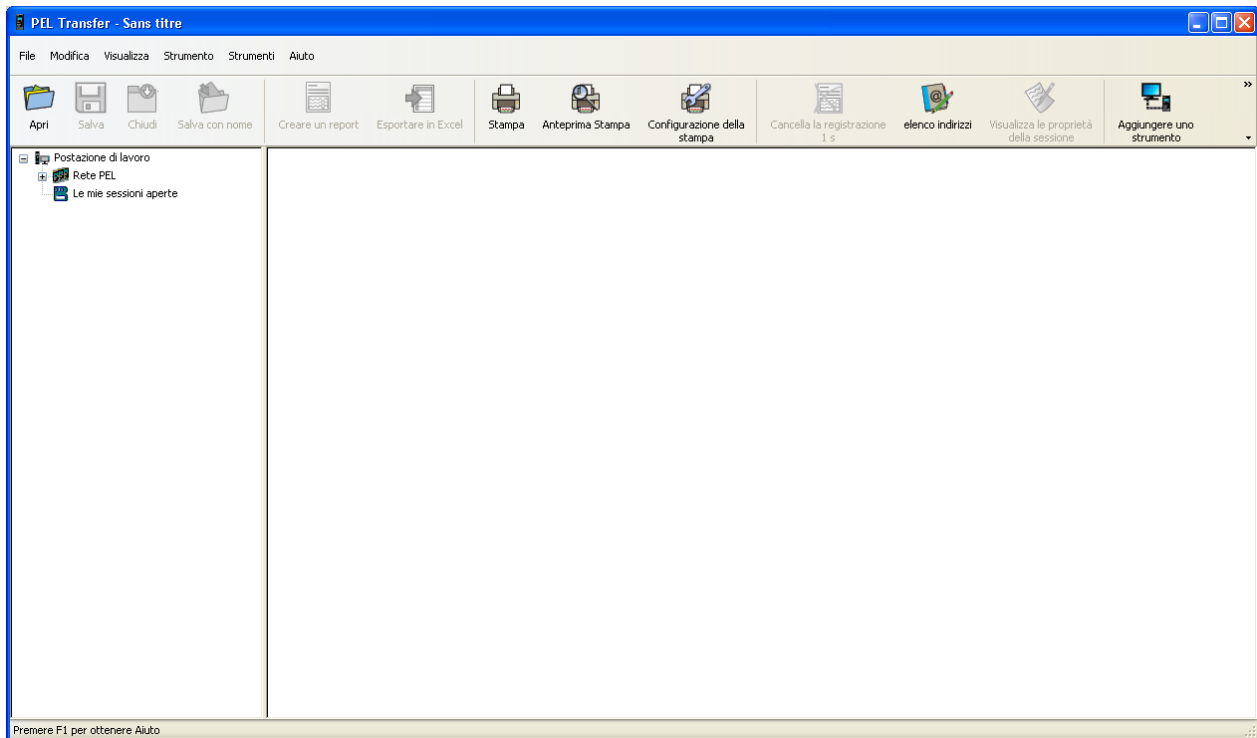 PEL Transfer - Sans titre
File Modifica Visualizza Strumento Strumenti Aiuto
Apri Salva Chiudi Salva con nome Creare un report Esportare in Excel Stampa Anteprima Stampa Configurazione della stampa Cancella la registrazione 1 s elenco indirizzi Visualizza le proprietà della sessione Aggiungere uno strumento
Postazione di lavoro
Rete PEL
Le mie sessioni aperte
Premere F1 per ottenere Aiuto